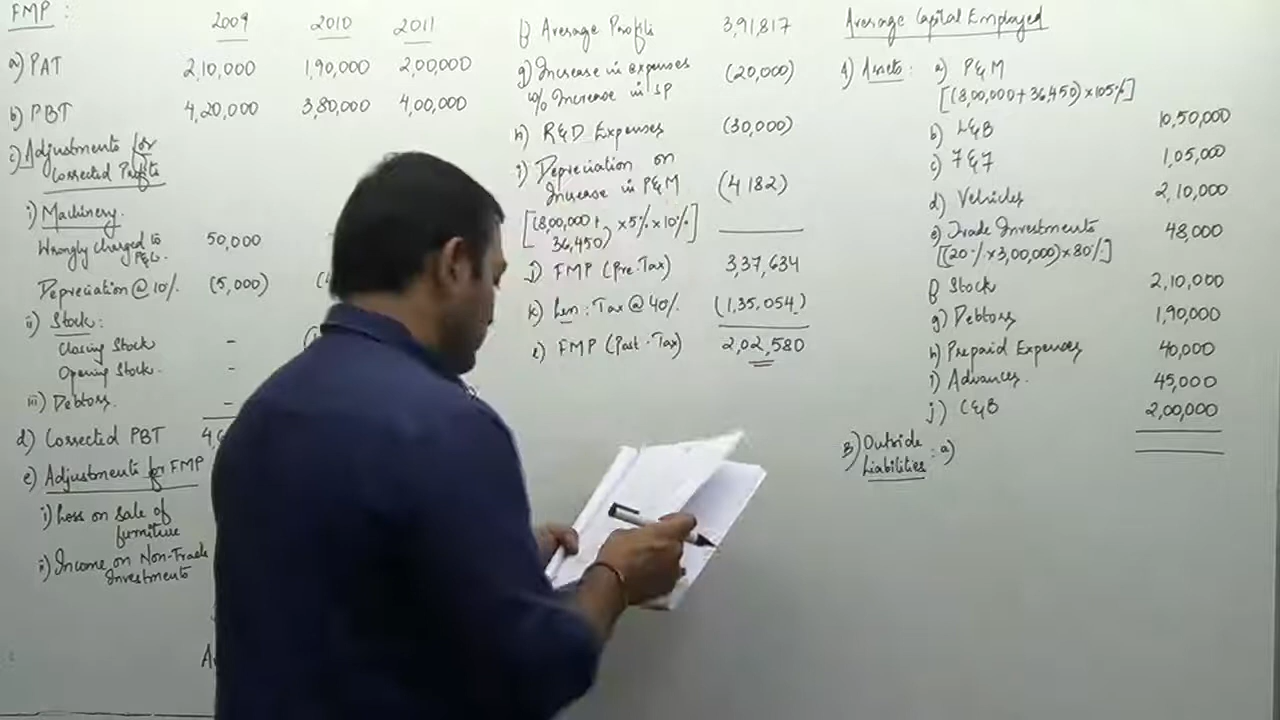 FMP :
2009 2010 2011
a) PAT 2,10,000 1,90,000 2,00,000
b) PBT 4,20,000 3,80,000 4,00,000
c) Adjustments for
Corrected Profits
i) Machinery.
Wrongly charged to 50,000
P&L.
Depreciation @ 10%. (5,000)
ii) Stock:
Closing Stock -
Opening Stock. -
iii) Debtors. -
d) Corrected PBT
e) Adjustments for FMP
i) Loss on sale of
furniture
ii) Income on Non-Trade
Investments
f) Average Profits 3,91,817
g) Increase in expenses (20,000)
w/o Increase in SP
h) R&D Expenses (30,000)
i) Depreciation on
Increase in P&M (4182)
[(8,00,000+ ×5%×10%]
36,450)
j) FMP (Pre-Tax) 3,37,634
k) Less: Tax @ 40%. (1,35,054)
l) FMP (Post-Tax) 2,02,580
Average Capital Employed
A) Assets : a) P&M
[(8,00,000+36,450)×105%]
b) L&B 10,50,000
c) F&F 1,05,000
d) Vehicles 2,10,000
e) Trade Investments 48,000
[(20%×3,00,000)×80%]
f) Stock 2,10,000
g) Debtors 1,90,000
h) Prepaid Expenses 40,000
i) Advances. 45,000
j) C&B 2,00,000
B) Outside
Liabilities : a)